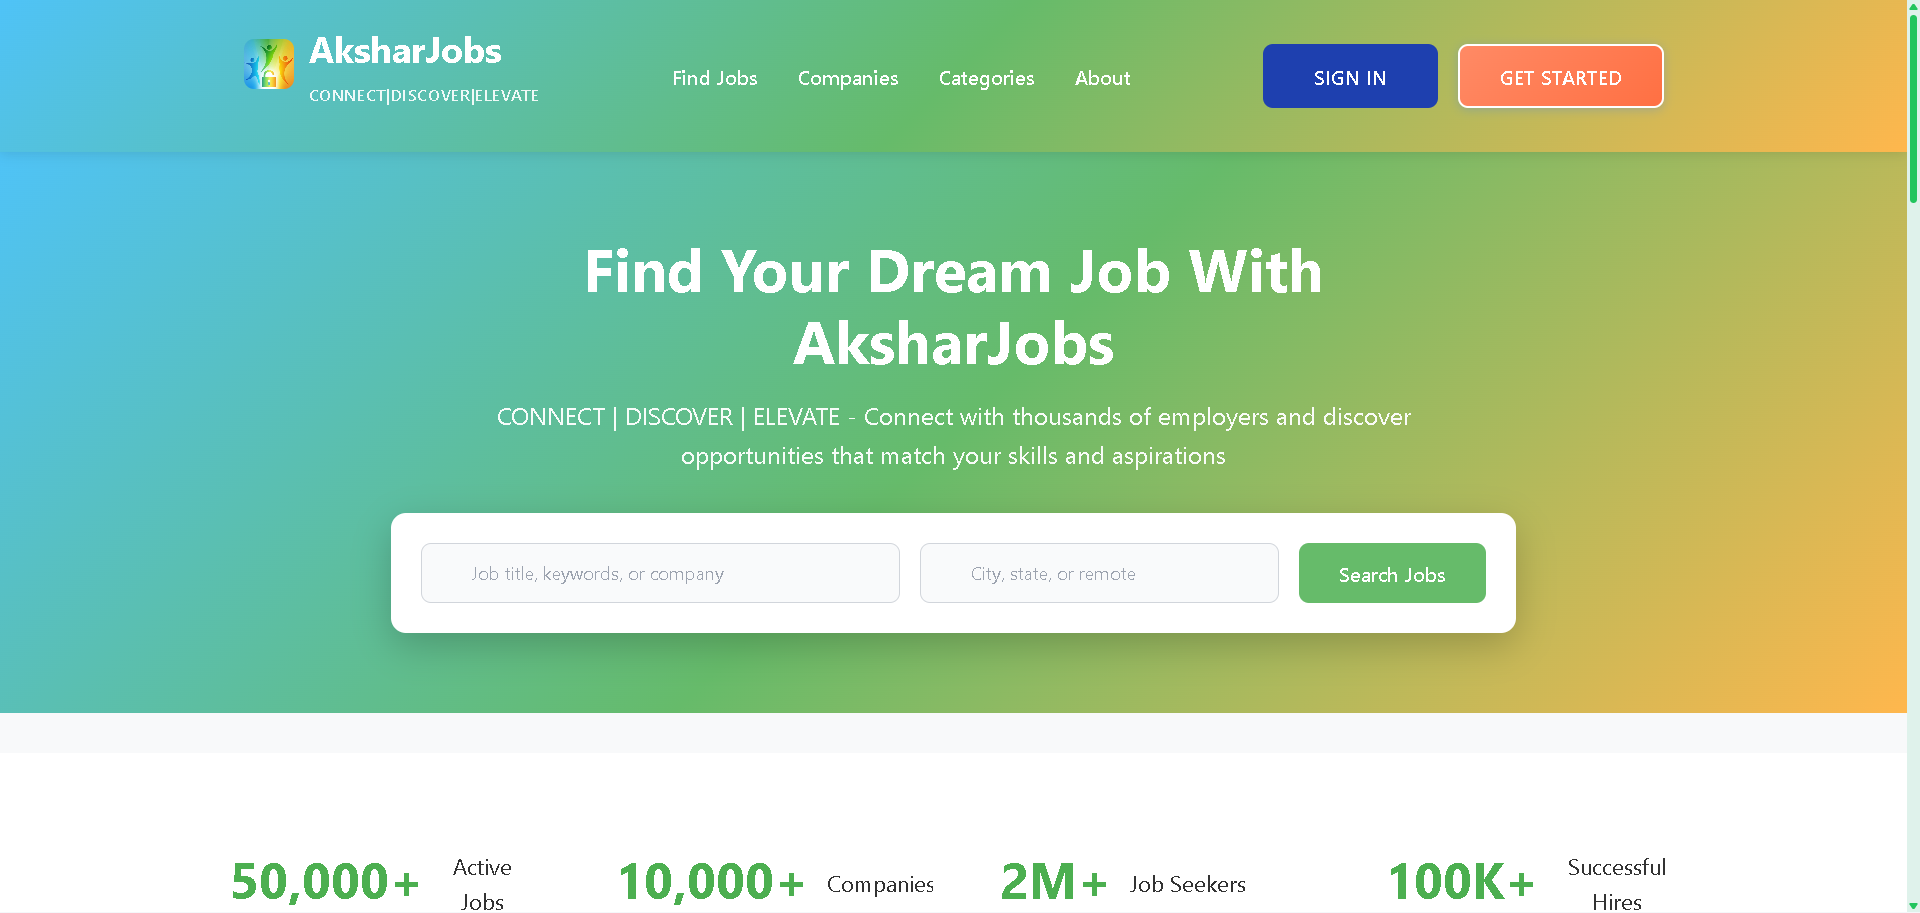 AksharJobs
CONNECT|DISCOVER|ELEVATE
Find Jobs
Companies
Categories
About
SIGN IN
GET STARTED
Find Your Dream Job With
AksharJobs
CONNECT | DISCOVER | ELEVATE - Connect with thousands of employers and discover
opportunities that match your skills and aspirations
Job title, keywords, or company
City, state, or remote
Search Jobs
50,000+
Active
Jobs
10,000+
Companies
2M+
Job Seekers
100K+
Successful
Hires